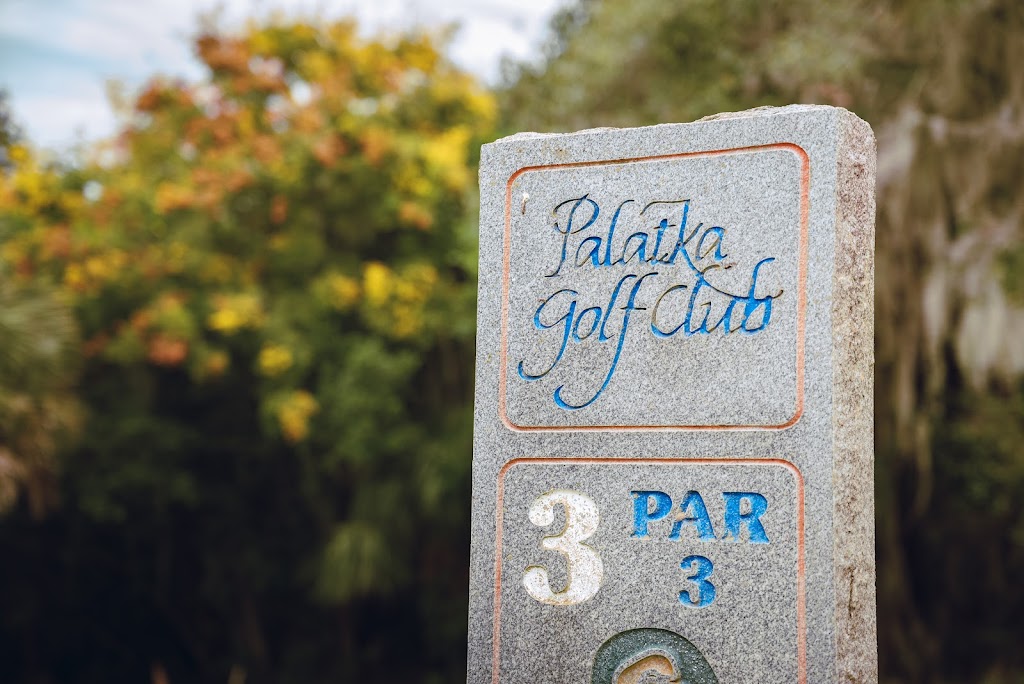 Palatka
Golf Club
3 PAR
3